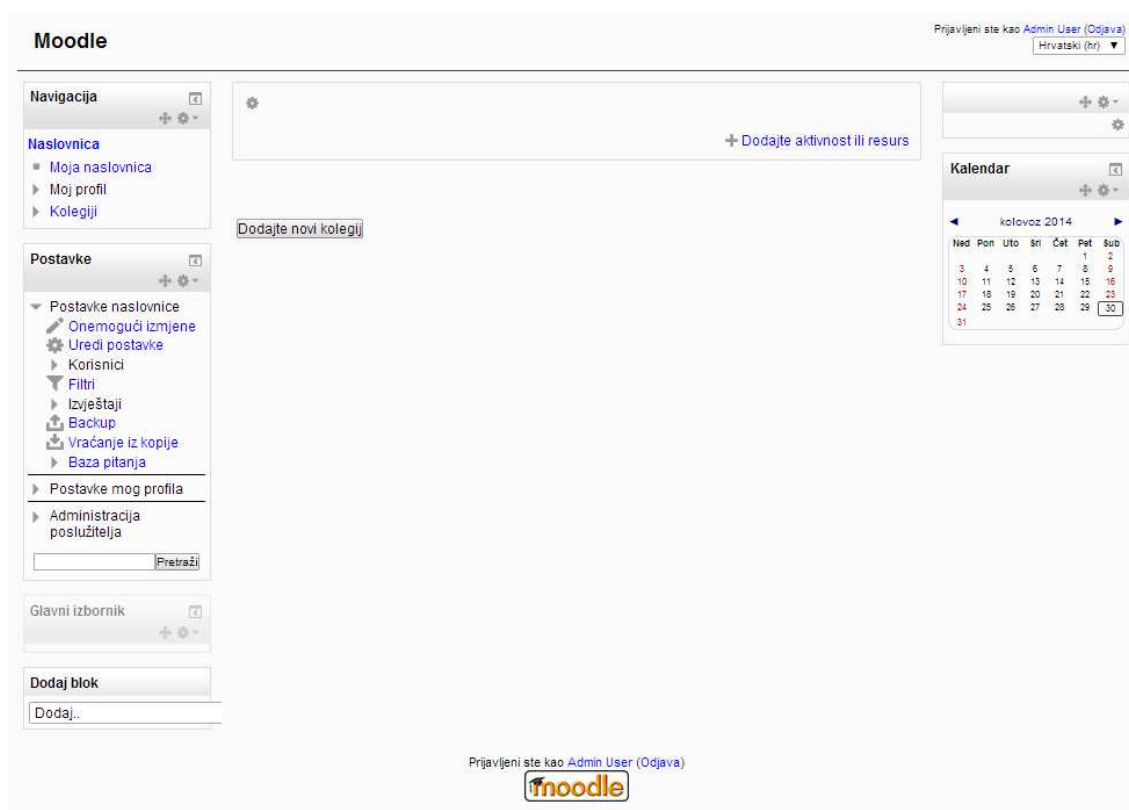 Moodle
Prijavljeni ste kao Admin User (Odjava)
Hrvatski (hr)
Navigacija
Naslovnica
Moja naslovnica
Moj profil
Kolegiji
Postavke
Postavke naslovnice
Onemogući izmjene
Uredi postavke
Korisnici
Filtri
Izvještaji
Backup
Vraćanje iz kopije
Baza pitanja
Postavke mog profila
Administracija
poslužitelja
Pretraži
Glavni izbornik
Dodaj blok
Dodaj..
Dodajte aktivnost ili resurs
Dodajte novi kolegij
Kalendar
kolovoz 2014
Ned Pon Uto Sri Čet Pet Sub
1 2
3 4 5 6 7 8 9
10 11 12 13 14 15 16
17 18 19 20 21 22 23
24 25 26 27 28 29 30
31
Prijavljeni ste kao Admin User (Odjava)
moodle